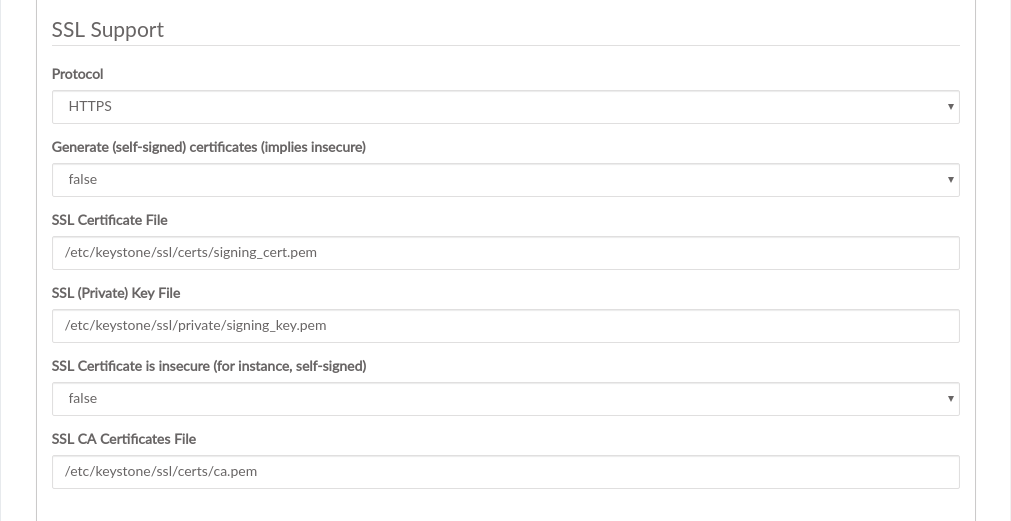 SSL Support
Protocol
HTTPS
Generate (self-signed) certificates (implies insecure)
false
SSL Certificate File
/etc/keystone/ssl/certs/signing_cert.pem
SSL (Private) Key File
/etc/keystone/ssl/private/signing_key.pem
SSL Certificate is insecure (for instance, self-signed)
false
SSL CA Certificates File
/etc/keystone/ssl/certs/ca.pem